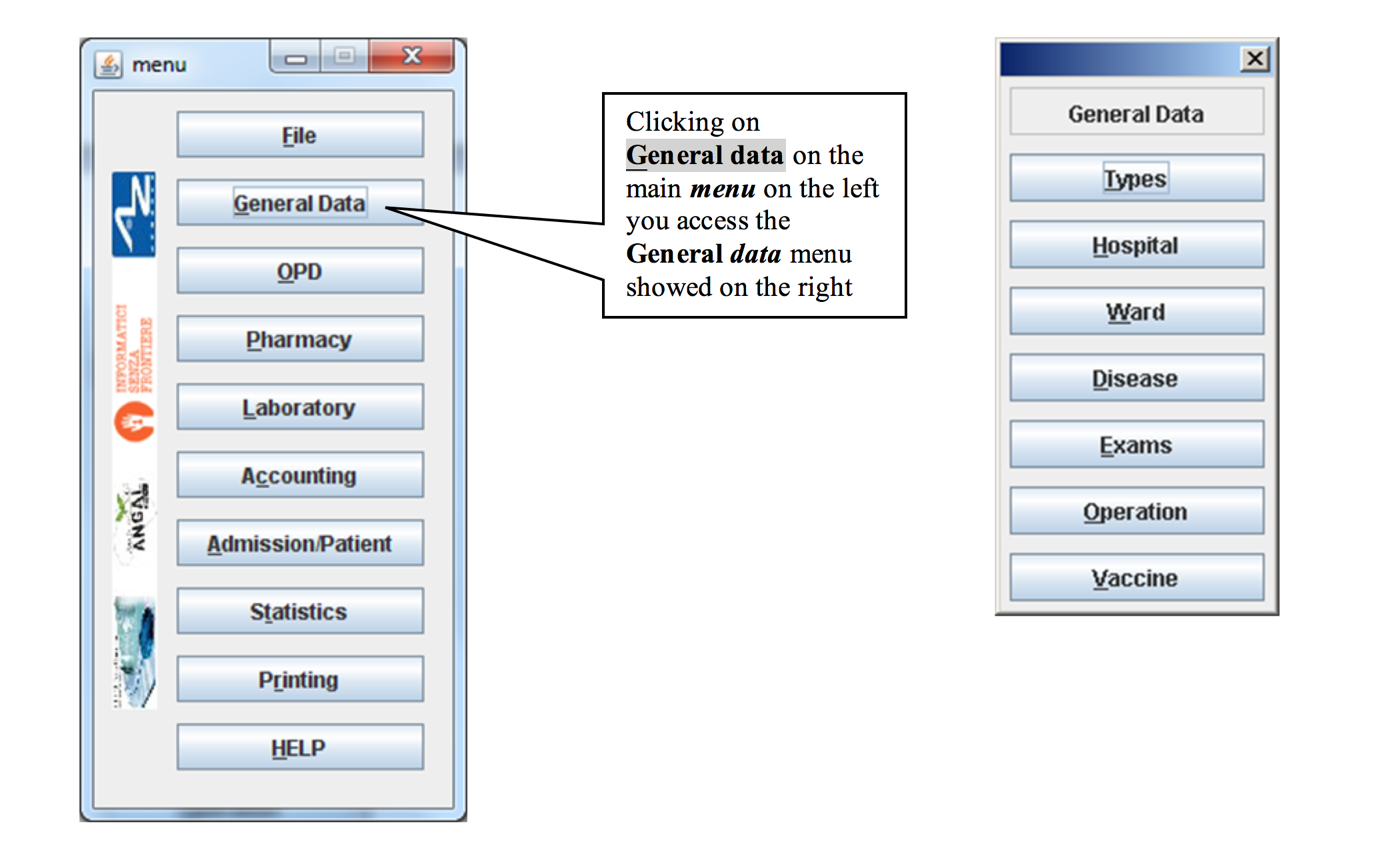 menu
File
General Data
OPD
Pharmacy
Laboratory
Accounting
Admission/Patient
Statistics
Printing
HELP
INFORMATICI
SENZA
FRONTIERE
ANGAL
Clicking on
General data on the
main menu on the left
you access the
General data menu
showed on the right
General Data
Types
Hospital
Ward
Disease
Exams
Operation
Vaccine